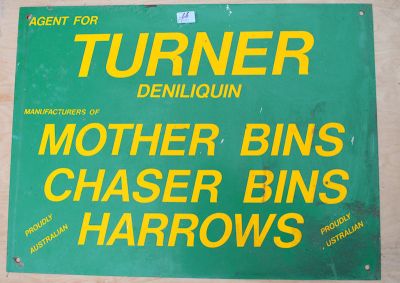 AGENT FOR
TURNER
DENILIQUIN
MANUFACTURERS OF
MOTHER BINS
CHASER BINS
HARROWS
PROUDLY
AUSTRALIAN
PROUDLY
USTRALIAN